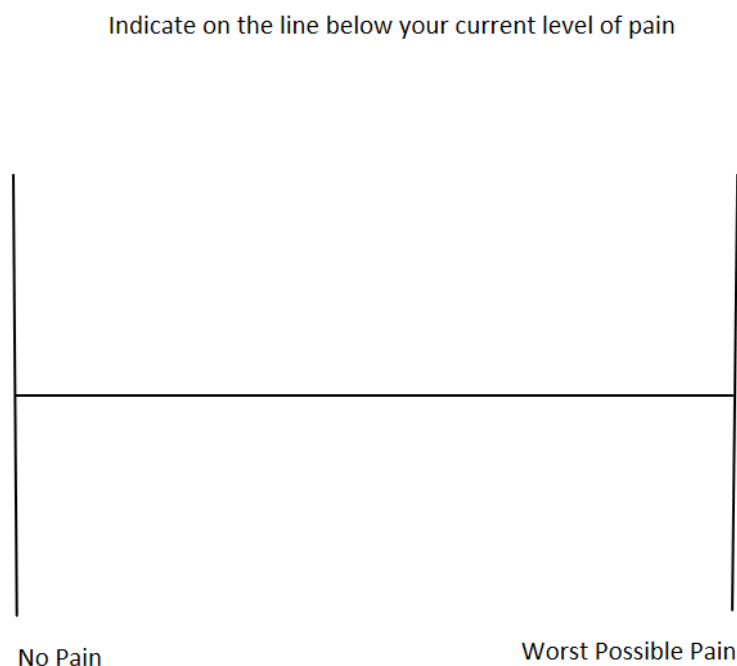 Indicate on the line below your current level of pain
No Pain
Worst Possible Pain